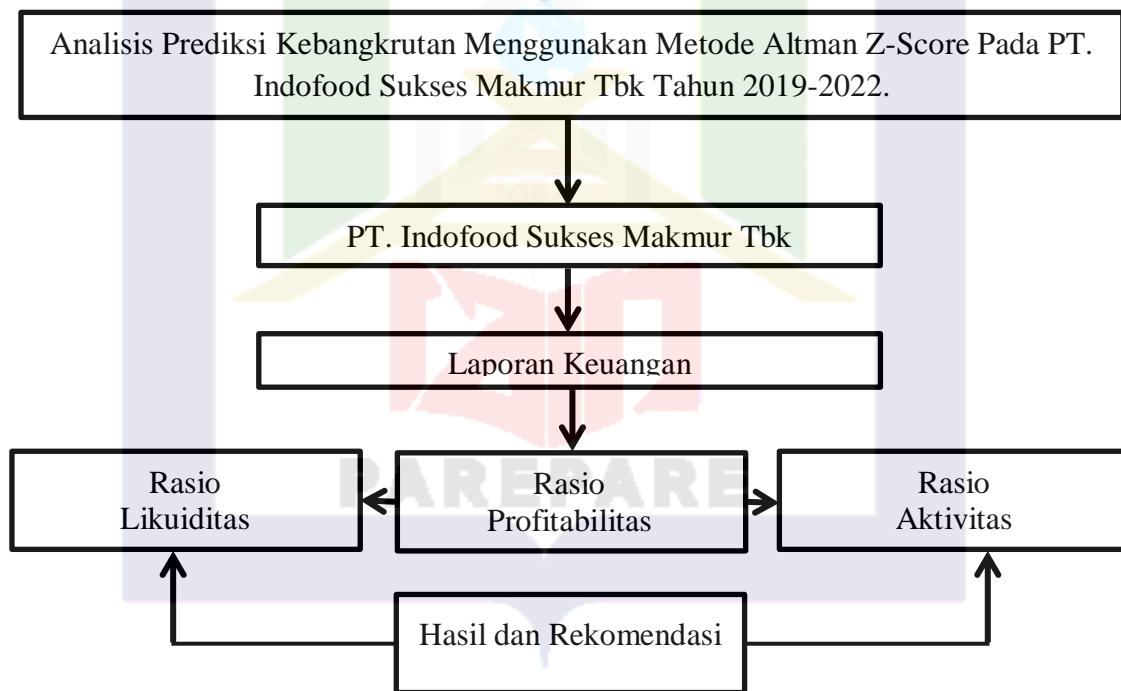 Analisis Prediksi Kebangkrutan Menggunakan Metode Altman Z-Score Pada PT.
Indofood Sukses Makmur Tbk Tahun 2019-2022.
PT. Indofood Sukses Makmur Tbk
Laporan Keuangan
Rasio
Likuiditas
Rasio
Profitabilitas
Rasio
Aktivitas
PAREPARE
Hasil dan Rekomendasi